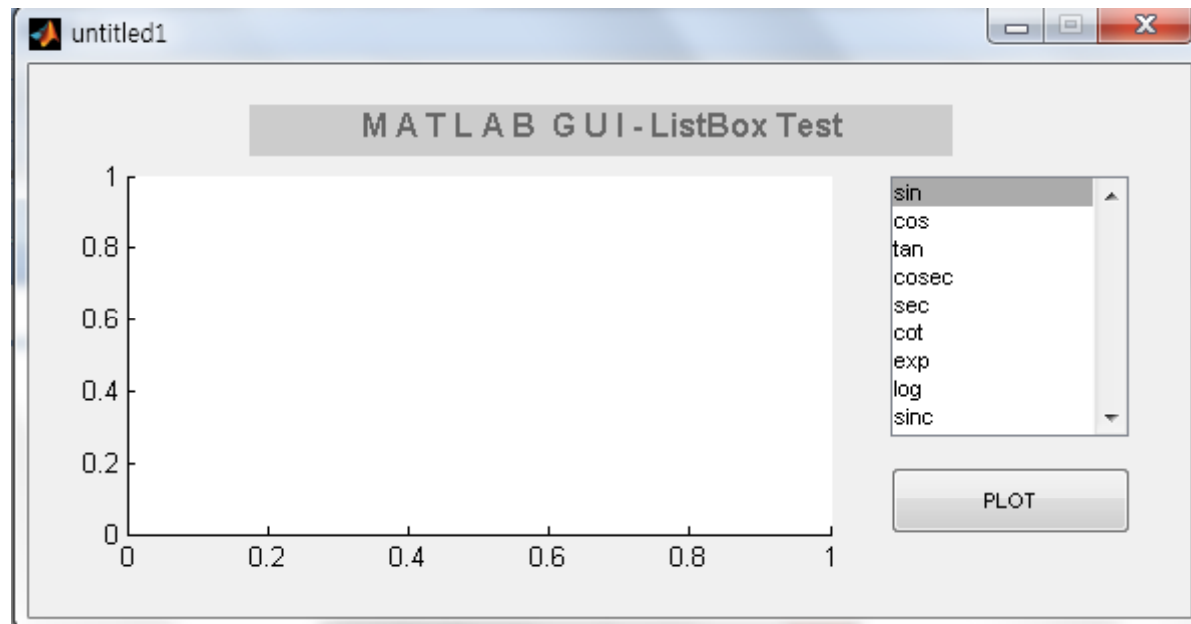 untitled1
M A T L A B G U I - ListBox Test
1
0.8
0.6
0.4
0.2
0
0 0.2 0.4 0.6 0.8 1
sin
cos
tan
cosec
sec
cot
exp
log
sinc
PLOT